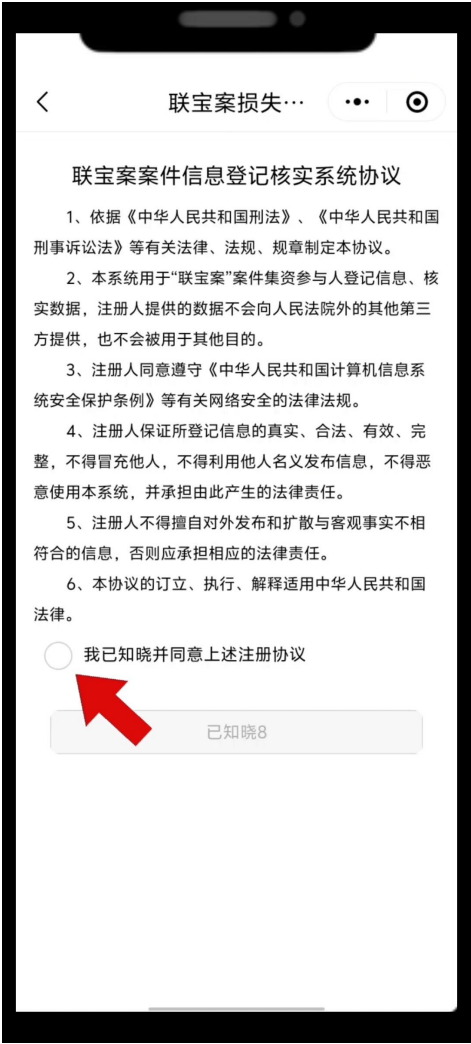 联宝案损失…
联宝案案件信息登记核实系统协议
1、依据《中华人民共和国刑法》、《中华人民共和国
刑事诉讼法》等有关法律、法规、规章制定本协议。
2、本系统用于“联宝案”案件集资参与人登记信息、核
实数据，注册人提供的数据不会向人民法院外的其他第三
方提供，也不会被用于其他目的。
3、注册人同意遵守《中华人民共和国计算机信息系
统安全保护条例》等有关网络安全的法律法规。
4、注册人保证所登记信息的真实、合法、有效、完
整，不得冒充他人，不得利用他人名义发布信息，不得恶
意使用本系统，并承担由此产生的法律责任。
5、注册人不得擅自对外发布和扩散与客观事实不相
符合的信息，否则应承担相应的法律责任。
6、本协议的订立、执行、解释适用中华人民共和国
法律。
我已知晓并同意上述注册协议
已知晓8